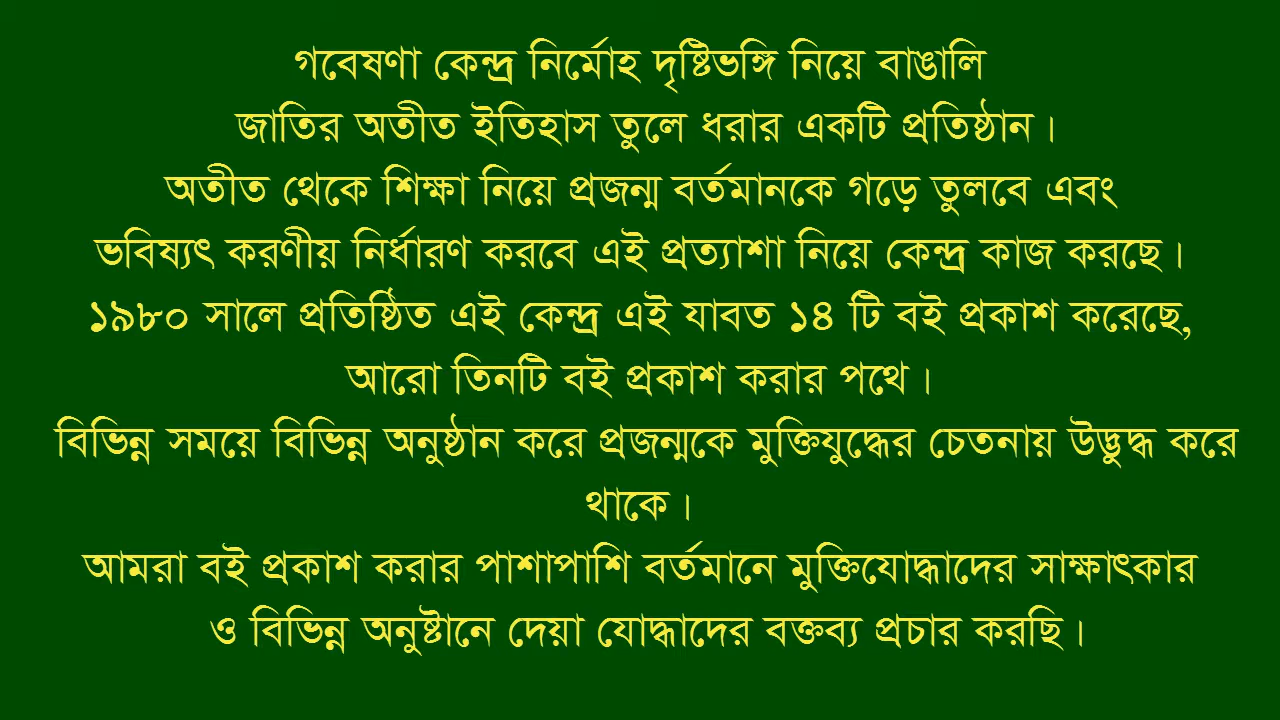 গবেষণা কেন্দ্র নির্মোহ দৃষ্টিভঙ্গি নিয়ে বাঙালি
জাতির অতীত ইতিহাস তুলে ধরার একটি প্রতিষ্ঠান।
অতীত থেকে শিক্ষা নিয়ে প্রজন্ম বর্তমানকে গড়ে তুলবে এবং
ভবিষ্যৎ করণীয় নির্ধারণ করবে এই প্রত্যাশা নিয়ে কেন্দ্র কাজ করছে।
১৯৮০ সালে প্রতিষ্ঠিত এই কেন্দ্র এই যাবত ১৪ টি বই প্রকাশ করেছে,
আরো তিনটি বই প্রকাশ করার পথে।
বিভিন্ন সময়ে বিভিন্ন অনুষ্ঠান করে প্রজন্মকে মুক্তিযুদ্ধের চেতনায় উদ্ভুদ্ধ করে
থাকে।
আমরা বই প্রকাশ করার পাশাপাশি বর্তমানে মুক্তিযোদ্ধাদের সাক্ষাৎকার
ও বিভিন্ন অনুষ্টানে দেয়া যোদ্ধাদের বক্তব্য প্রচার করছি।